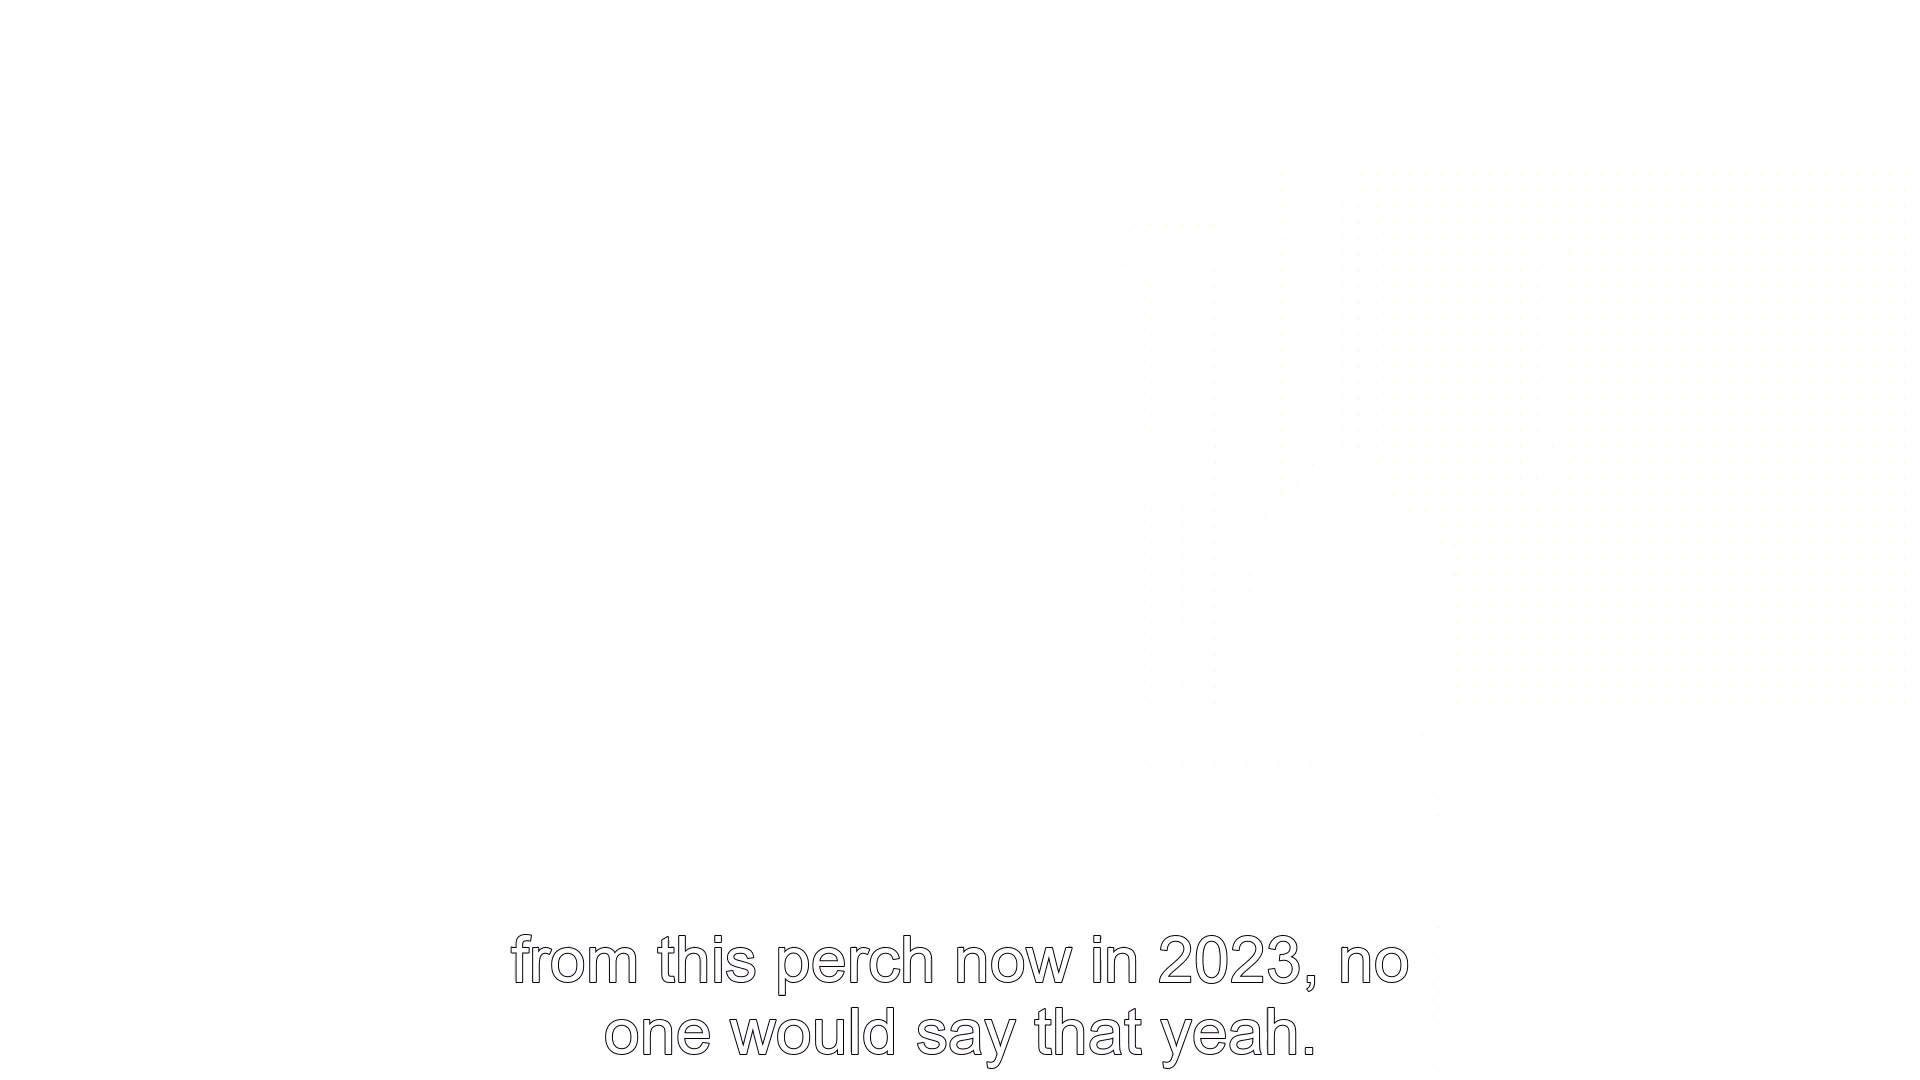 from this perch now in 2023, no
one would say that yeah.